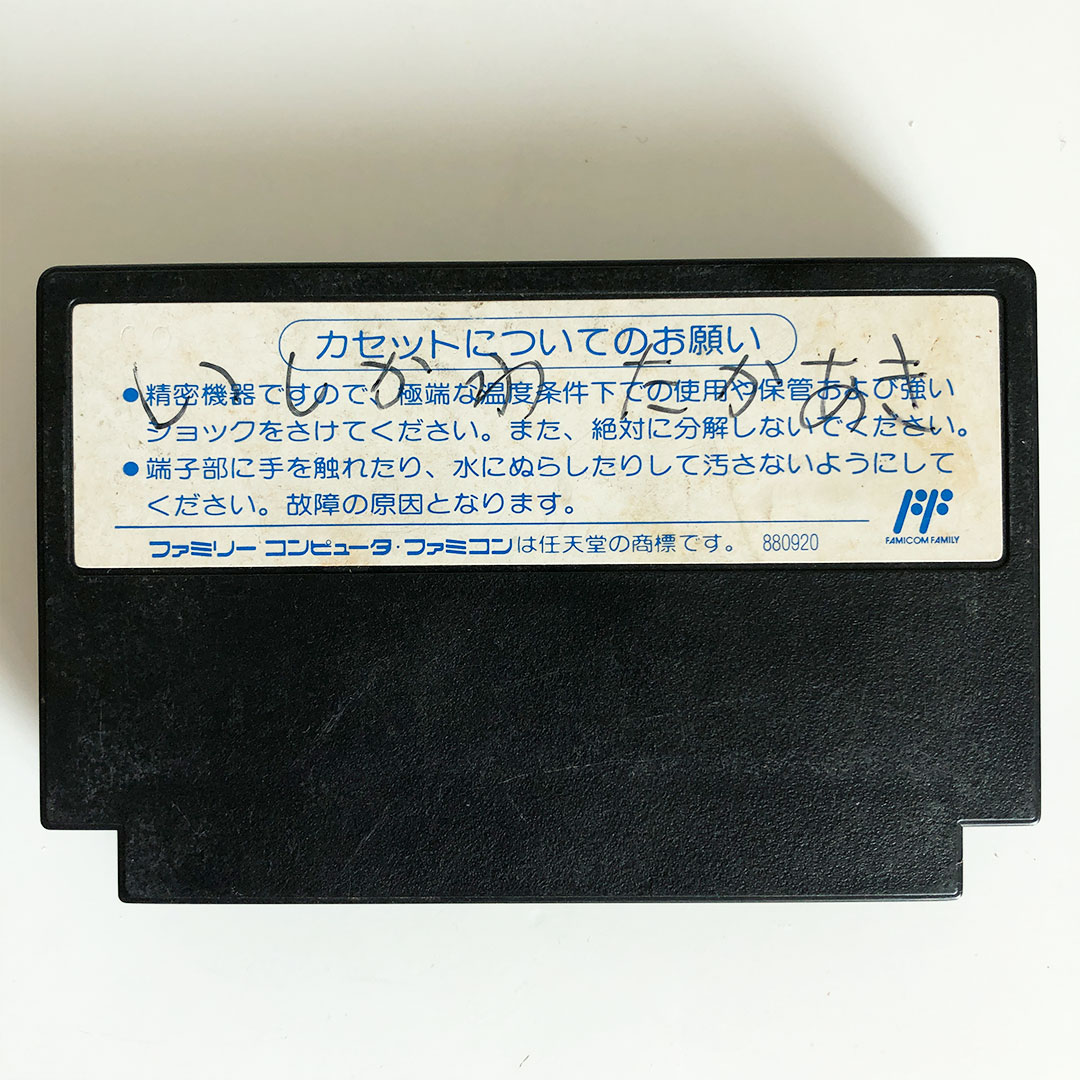 カセットについてのお願い
いしかわ たかあき
●精密機器ですので、極端な温度条件下での使用や保管および強い
ショックをさけてください。また、絶対に分解しないでください。
●端子部に手を触れたり、水にぬらしたりして汚さないようにして
ください。故障の原因となります。
FAMICOM FAMILY
ファミリーコンピュータ・ファミコンは任天堂の商標です。 880920